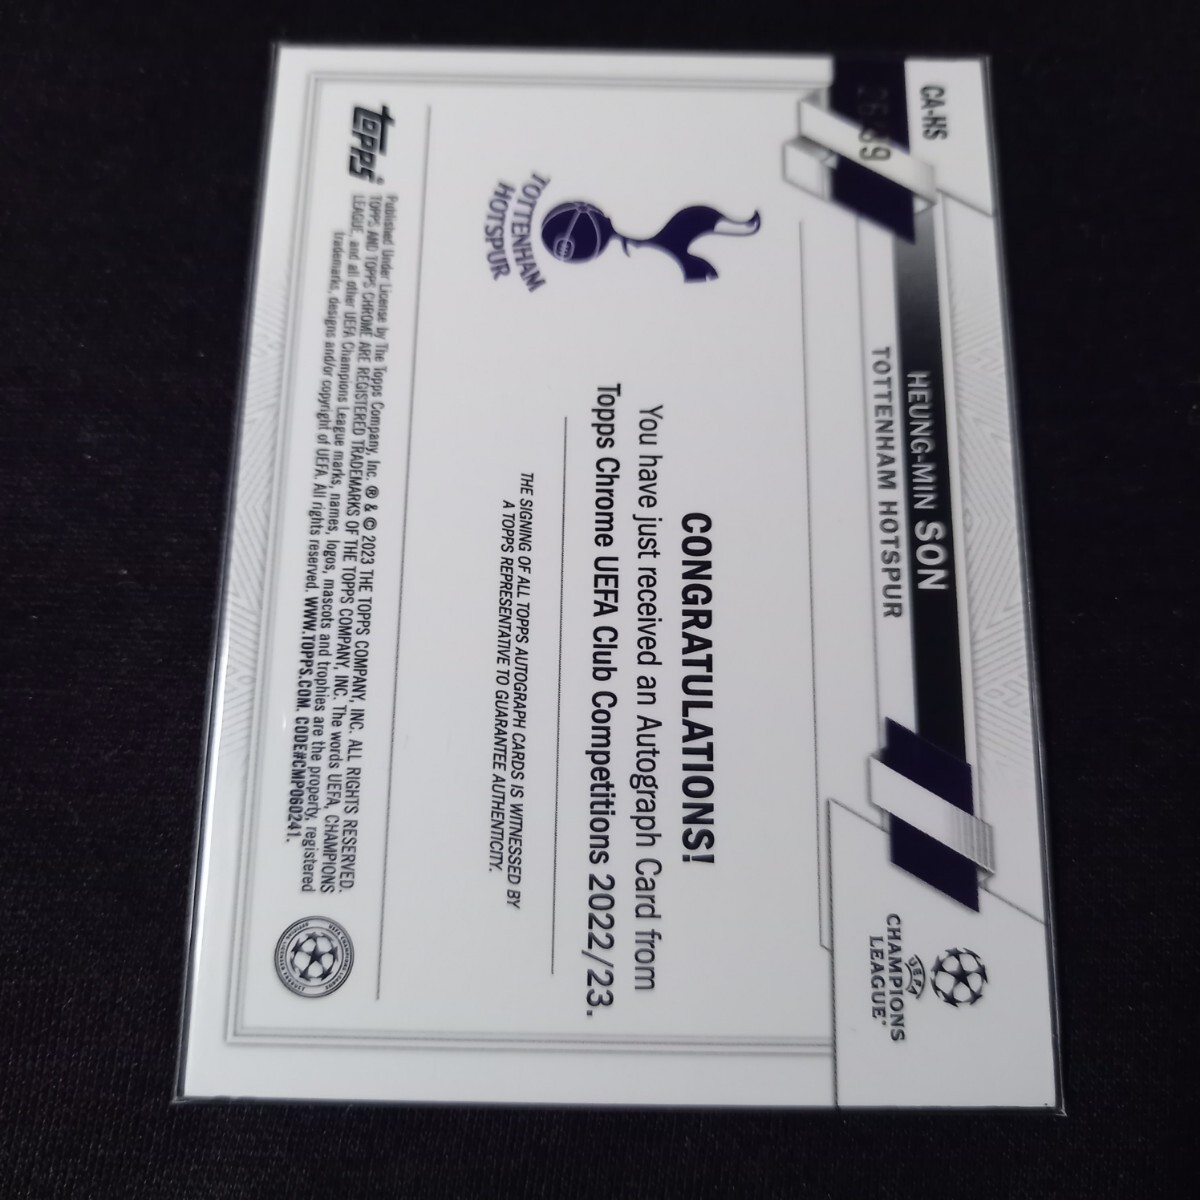 CA-HS
HEUNG-MIN SON
TOTTENHAM HOTSPUR
CHAMPIONS
LEAGUE
TOTTENHAM
HOTSPUR
CONGRATULATIONS!
You have just received an Autograph Card from
Topps Chrome UEFA Club Competitions 2022/23.
THE SIGNING OF ALL TOPPS AUTOGRAPH CARDS IS WITNESSED BY
A TOPPS REPRESENTATIVE TO GUARANTEE AUTHENTICITY.
topps®
Published Under License by The Topps Company, Inc. ® & © 2023 THE TOPPS COMPANY, INC. ALL RIGHTS RESERVED.
TOPPS AND TOPPS CHROME ARE REGISTERED TRADEMARKS OF THE TOPPS COMPANY, INC. The words UEFA, CHAMPIONS
LEAGUE, and all other UEFA Champions League marks, names, logos, mascots and trophies are the property, registered
trademarks, designs and/or copyright of UEFA. All rights reserved. WWW.TOPPS.COM. CODE#CMP060241.